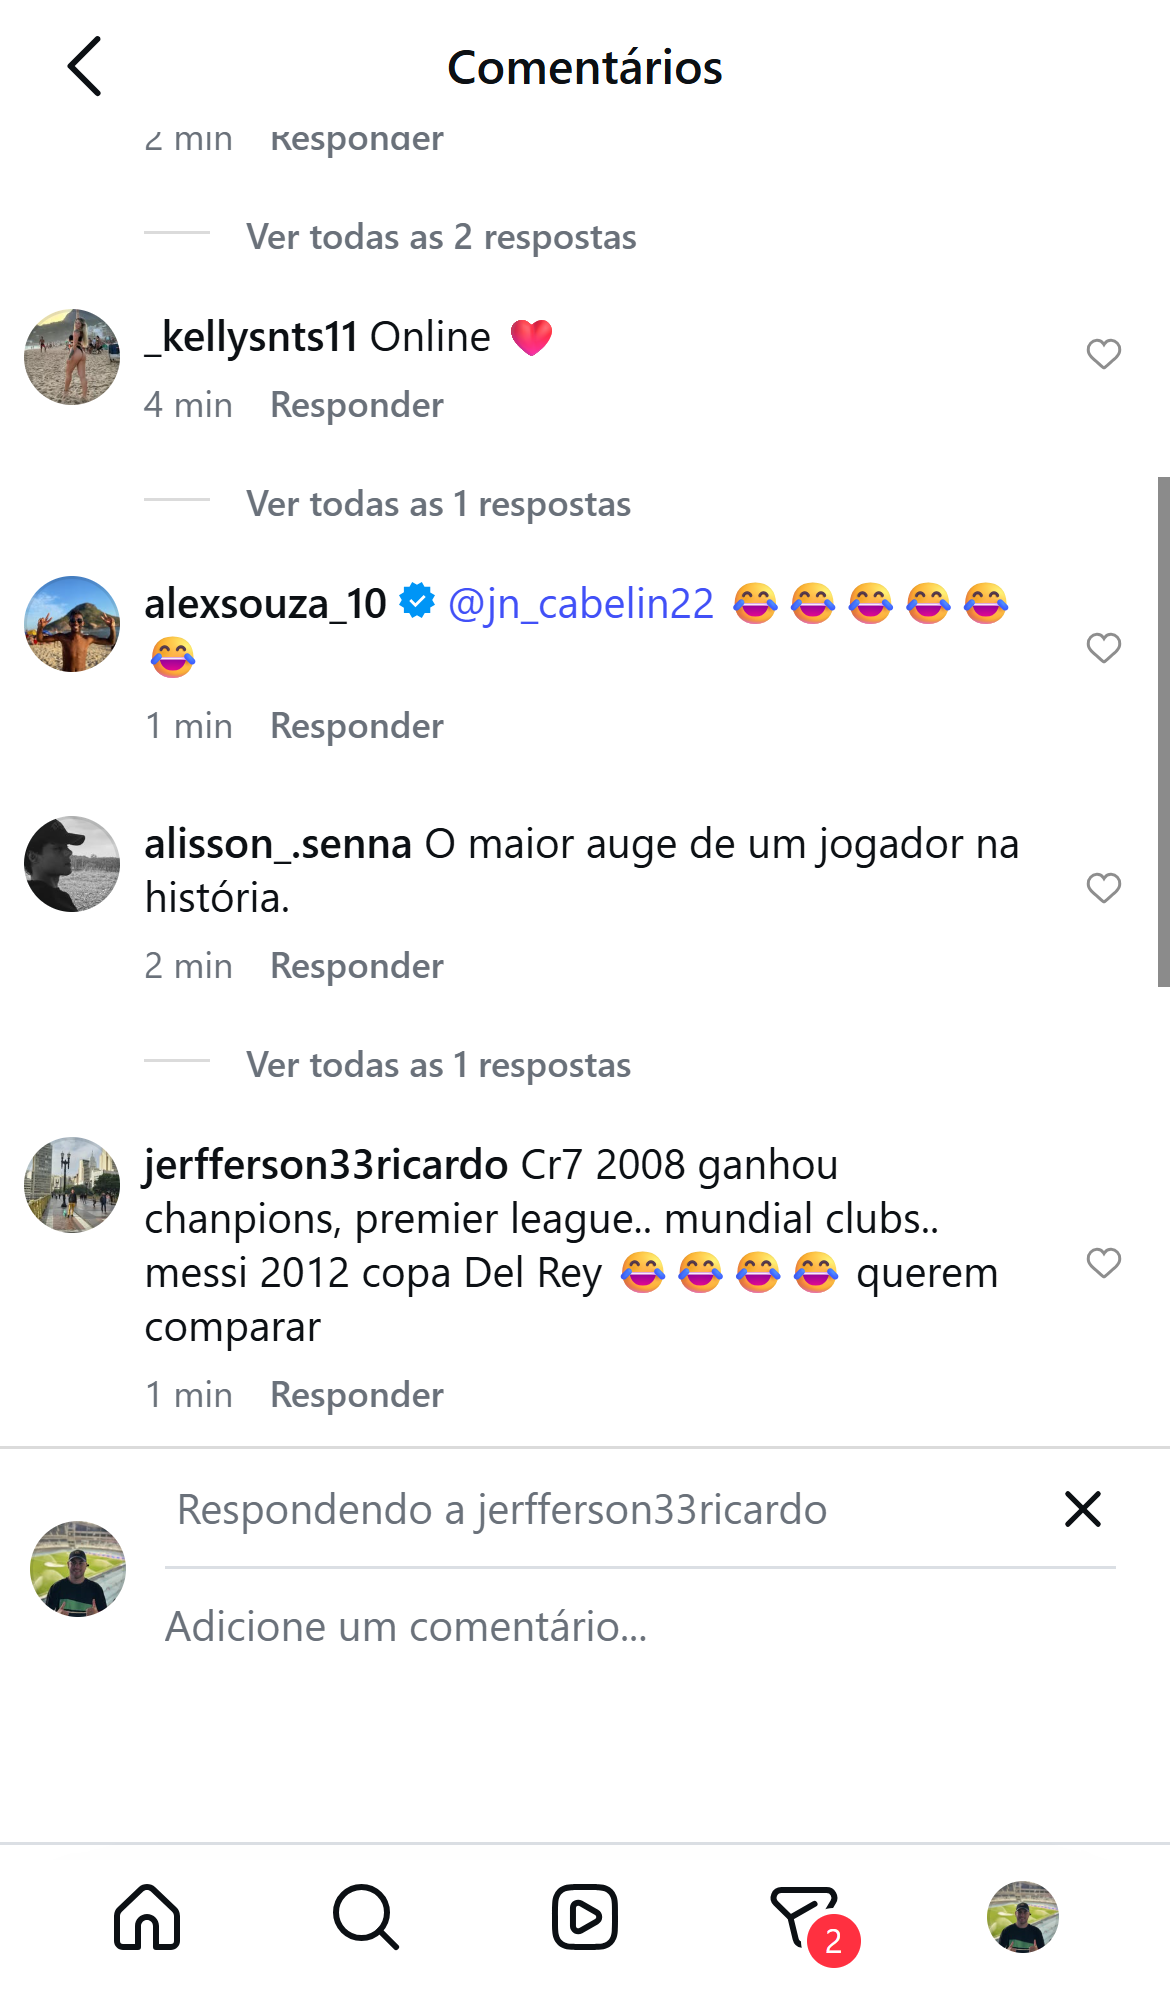 Comentários
2 min Responder
Ver todas as 2 respostas
_kellysnts11 Online ❤️
4 min Responder
Ver todas as 1 respostas
alexsouza_10 @jn_cabelin22 😂😂😂😂😂
😂
1 min Responder
alisson_.senna O maior auge de um jogador na
história.
2 min Responder
Ver todas as 1 respostas
jerfferson33ricardo Cr7 2008 ganhou
chanpions, premier league.. mundial clubs..
messi 2012 copa Del Rey 😂😂😂😂 querem
comparar
1 min Responder
Respondendo a jerfferson33ricardo
Adicione um comentário...
2